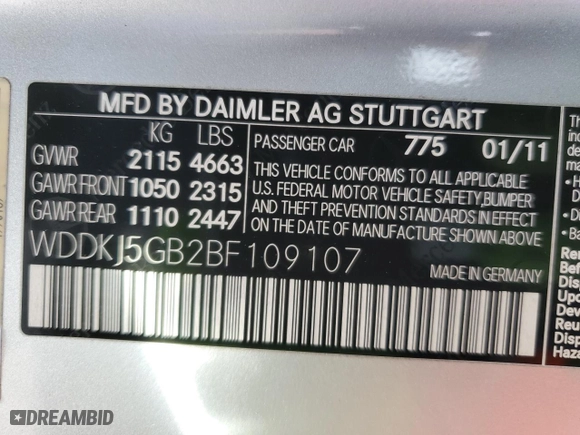 MFD BY DAIMLER AG STUTTGART
KG LBS
GVWR 2115 4663
GAWR FRONT 1050 2315
GAWR REAR 1110 2447
PASSENGER CAR 775 01/11
THIS VEHICLE CONFORMS TO ALL APPLICABLE
U.S. FEDERAL MOTOR VEHICLE SAFETY, BUMPER
AND THEFT PREVENTION STANDARDS IN EFFECT
ON THE DATE OF MANUFACTURE SHOWN ABOVE.
WDDKJ5GB2BF109107
MADE IN GERMANY
DREAMBID